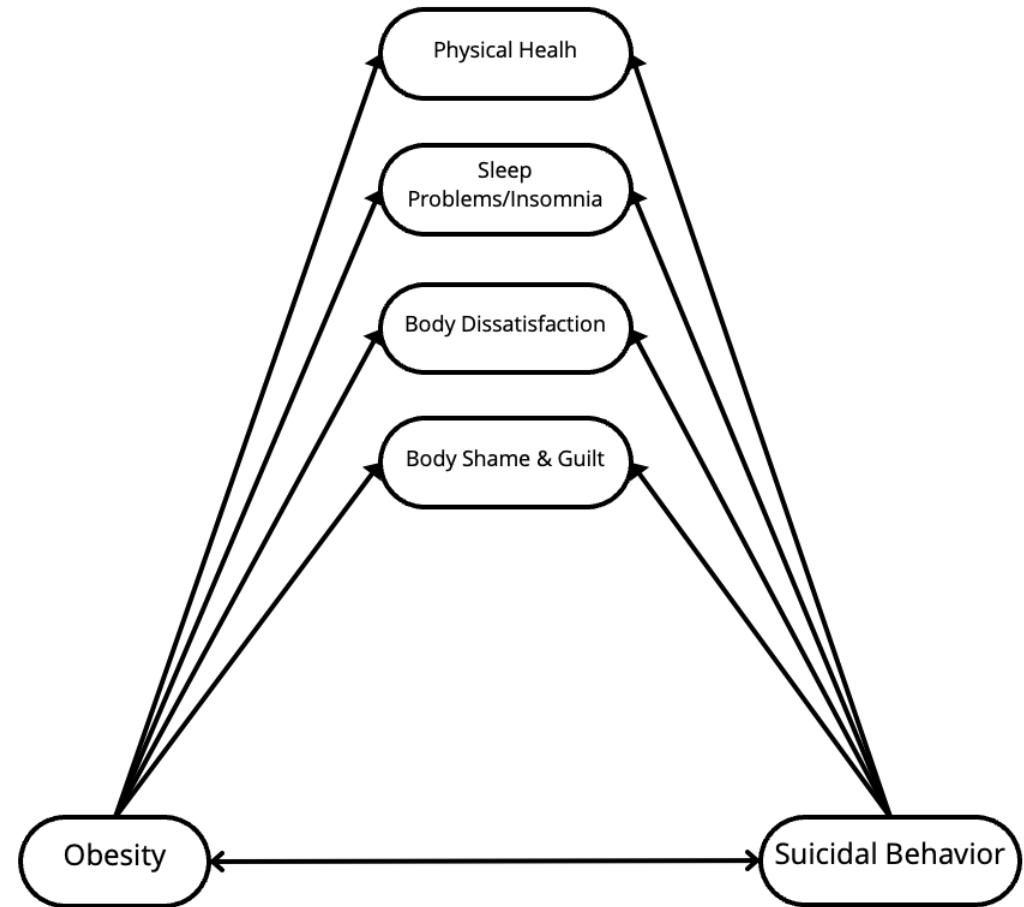 Physical Healh
Sleep
Problems/Insomnia
Body Dissatisfaction
Body Shame & Guilt
Obesity
Suicidal Behavior